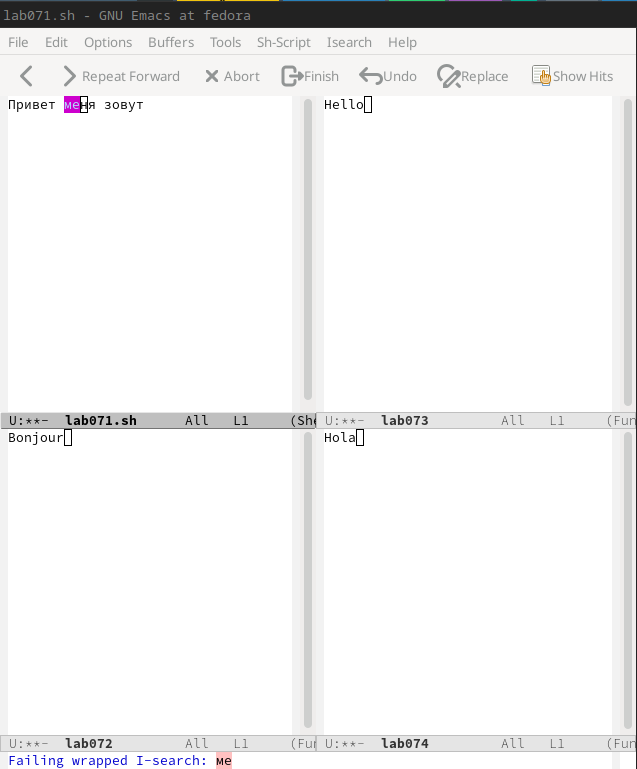 lab071.sh - GNU Emacs at fedora
File Edit Options Buffers Tools Sh-Script Isearch Help
Repeat Forward Abort Finish Undo Replace Show Hits
Привет меня зовут
Hello
U:**- lab071.sh All L1 (She
U:**- lab073 All L1 (Fun
Bonjour
Hola
U:**- lab072 All L1 (Fun
U:**- lab074 All L1 (Fun
Failing wrapped I-search: ме